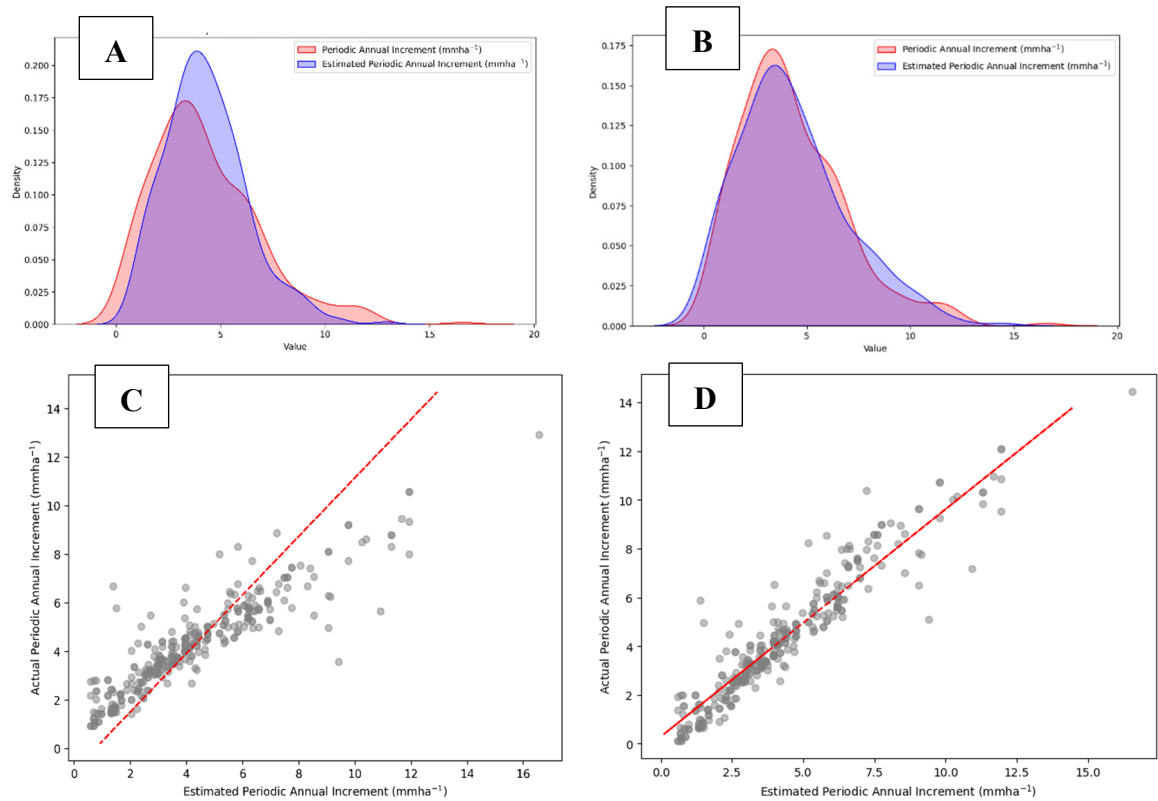 A
Periodic Annual Increment (mmha⁻¹)
Estimated Periodic Annual Increment (mmha⁻¹)
0.200
0.175
0.150
0.125
0.100
0.075
0.050
0.025
0.000
Density
0 5 10 15 20
Value
B
Periodic Annual Increment (mmha⁻¹)
Estimated Periodic Annual Increment (mmha⁻¹)
0.175
0.150
0.125
0.100
0.075
0.050
0.025
0.000
Density
0 5 10 15 20
Value
C
14
12
10
8
6
4
2
0
Actual Periodic Annual Increment (mmha⁻¹)
0 2 4 6 8 10 12 14 16
Estimated Periodic Annual Increment (mmha⁻¹)
D
14
12
10
8
6
4
2
0
Actual Periodic Annual Increment (mmha⁻¹)
0.0 2.5 5.0 7.5 10.0 12.5 15.0
Estimated Periodic Annual Increment (mmha⁻¹)